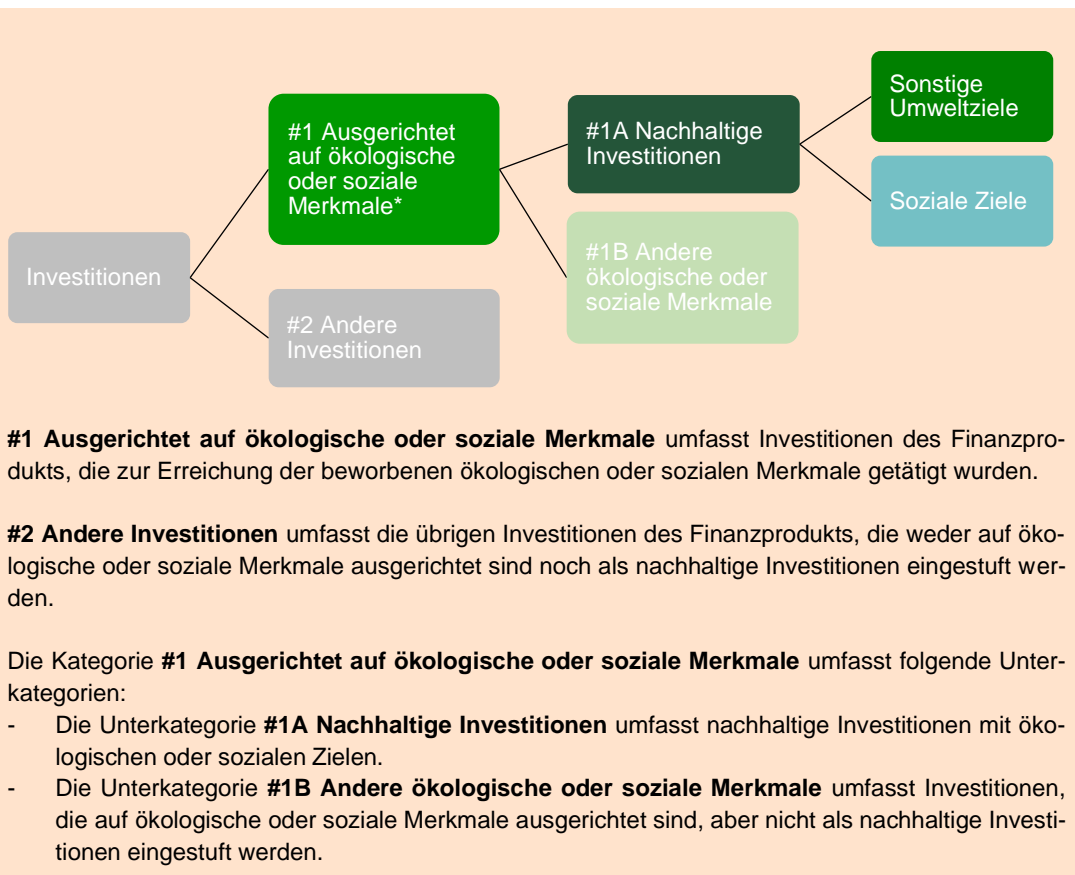 Sonstige
Umweltziele
#1 Ausgerichtet
auf ökologische
oder soziale
Merkmale*
#1A Nachhaltige
Investitionen
Soziale Ziele
Investitionen
#1B Andere
ökologische oder
soziale Merkmale
#2 Andere
Investitionen
#1 Ausgerichtet auf ökologische oder soziale Merkmale umfasst Investitionen des Finanzpro-
dukts, die zur Erreichung der beworbenen ökologischen oder sozialen Merkmale getätigt wurden.
#2 Andere Investitionen umfasst die übrigen Investitionen des Finanzprodukts, die weder auf öko-
logische oder soziale Merkmale ausgerichtet sind noch als nachhaltige Investitionen eingestuft wer-
den.
Die Kategorie #1 Ausgerichtet auf ökologische oder soziale Merkmale umfasst folgende Unter-
kategorien:
- Die Unterkategorie #1A Nachhaltige Investitionen umfasst nachhaltige Investitionen mit öko-
logischen oder sozialen Zielen.
- Die Unterkategorie #1B Andere ökologische oder soziale Merkmale umfasst Investitionen,
die auf ökologische oder soziale Merkmale ausgerichtet sind, aber nicht als nachhaltige Investi-
tionen eingestuft werden.